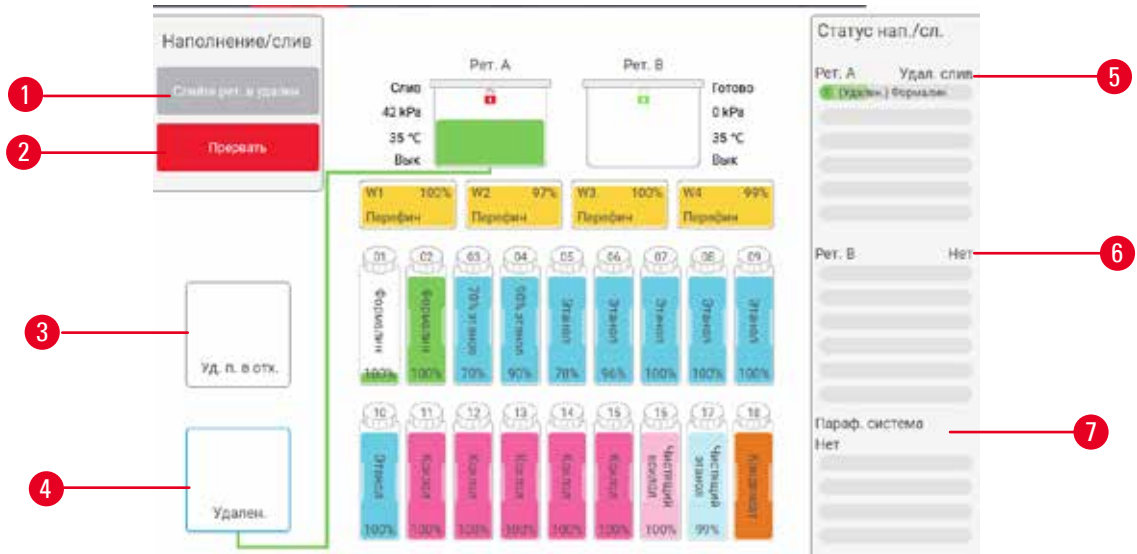 Наполнение/слив
Слейте рет. в удален.
Прервать
1
2
3
4
Уд. п. в отх.
Удален.
Рет. А
Слив
42 kPa
35 °C
Вык
Рет. В
Готово
0 kPa
35 °C
Вык
W1 100%
Парафин
W2 97%
Парафин
W3 100%
Парафин
W4 99%
Парафин
01 02 03 04 05 06 07 08 09
Формалин
Формалин
70% этанол
90% этанол
Этанол
Этанол
Этанол
Этанол
Этанол
100% 100% 70% 90% 78% 96% 100% 100% 100%
10 11 12 13 14 15 16 17 18
Этанол
Ксилол
Ксилол
Ксилол
Ксилол
Ксилол
Чистящий ксилол
Чистящий этанол
Конденсат
100% 100% 100% 100% 100% 100% 100% 99%
Статус нап./сл.
Рет. А Удал. слив
(Удален.) Формалин
Рет. В Нет
Параф. система
Нет
5
6
7